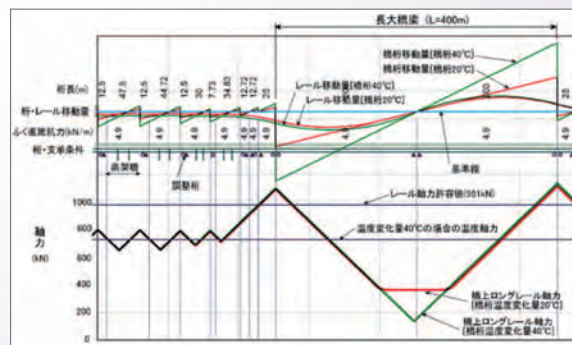 長大橋梁 (L=400m)
橋桁移動量[橋桁40℃]
橋桁移動量[橋桁20℃]
レール移動量[橋桁40℃]
レール移動量[橋桁20℃]
桁長(m)
12.5 47.5 12.5 44.72 12.5 30 7.73 34.83 12.72 12.72 25 400 25
桁・レール移動量
ふく進抵抗力(kN/m)
4.9 4.9 4.9 4.9 4.9 4.9 4.9 4.9 4.9
桁・支承条件
高架橋
調整桁
基準線
レール軸力許容値(981kN)
温度変化量40℃の場合の温度軸力
軸力
(kN)
1000
800
600
400
200
0
橋上ロングレール軸力
[橋桁温度変化量20℃]
橋上ロングレール軸力
[橋桁温度変化量40℃]